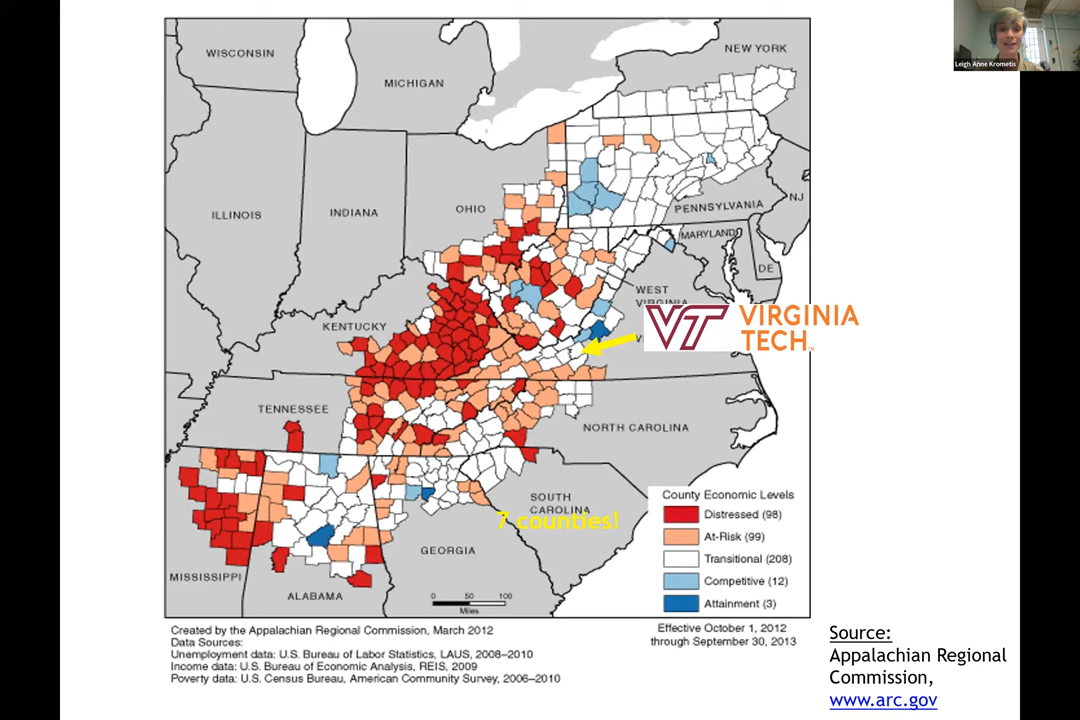 Leigh Anne Krometis
WISCONSIN
MICHIGAN
NEW YORK
ILLINOIS
INDIANA
OHIO
PENNSYLVANIA
NJ
MARYLAND
DE
WEST
VIRGINIA
KENTUCKY
VT VIRGINIA
TECH™
TENNESSEE
NORTH CAROLINA
SOUTH
CAROLINA
7 counties!
GEORGIA
MISSISSIPPI
ALABAMA
0 50 100
Miles
County Economic Levels
Distressed (98)
At-Risk (99)
Transitional (208)
Competitive (12)
Attainment (3)
Created by the Appalachian Regional Commission, March 2012
Data Sources:
Unemployment data: U.S. Bureau of Labor Statistics, LAUS, 2008–2010
Income data: U.S. Bureau of Economic Analysis, REIS, 2009
Poverty data: U.S. Census Bureau, American Community Survey, 2006–2010
Effective October 1, 2012
through September 30, 2013
Source:
Appalachian Regional
Commission,
www.arc.gov